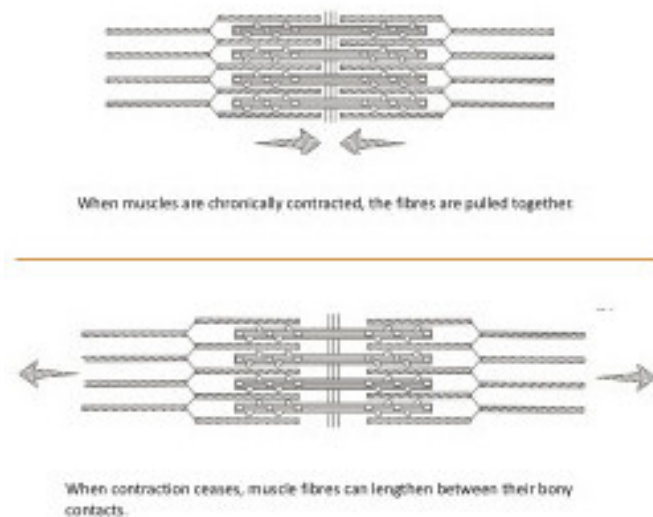 When muscles are chronically contracted, the fibres are pulled together
When contraction ceases, muscle fibres can lengthen between their bony
contacts.